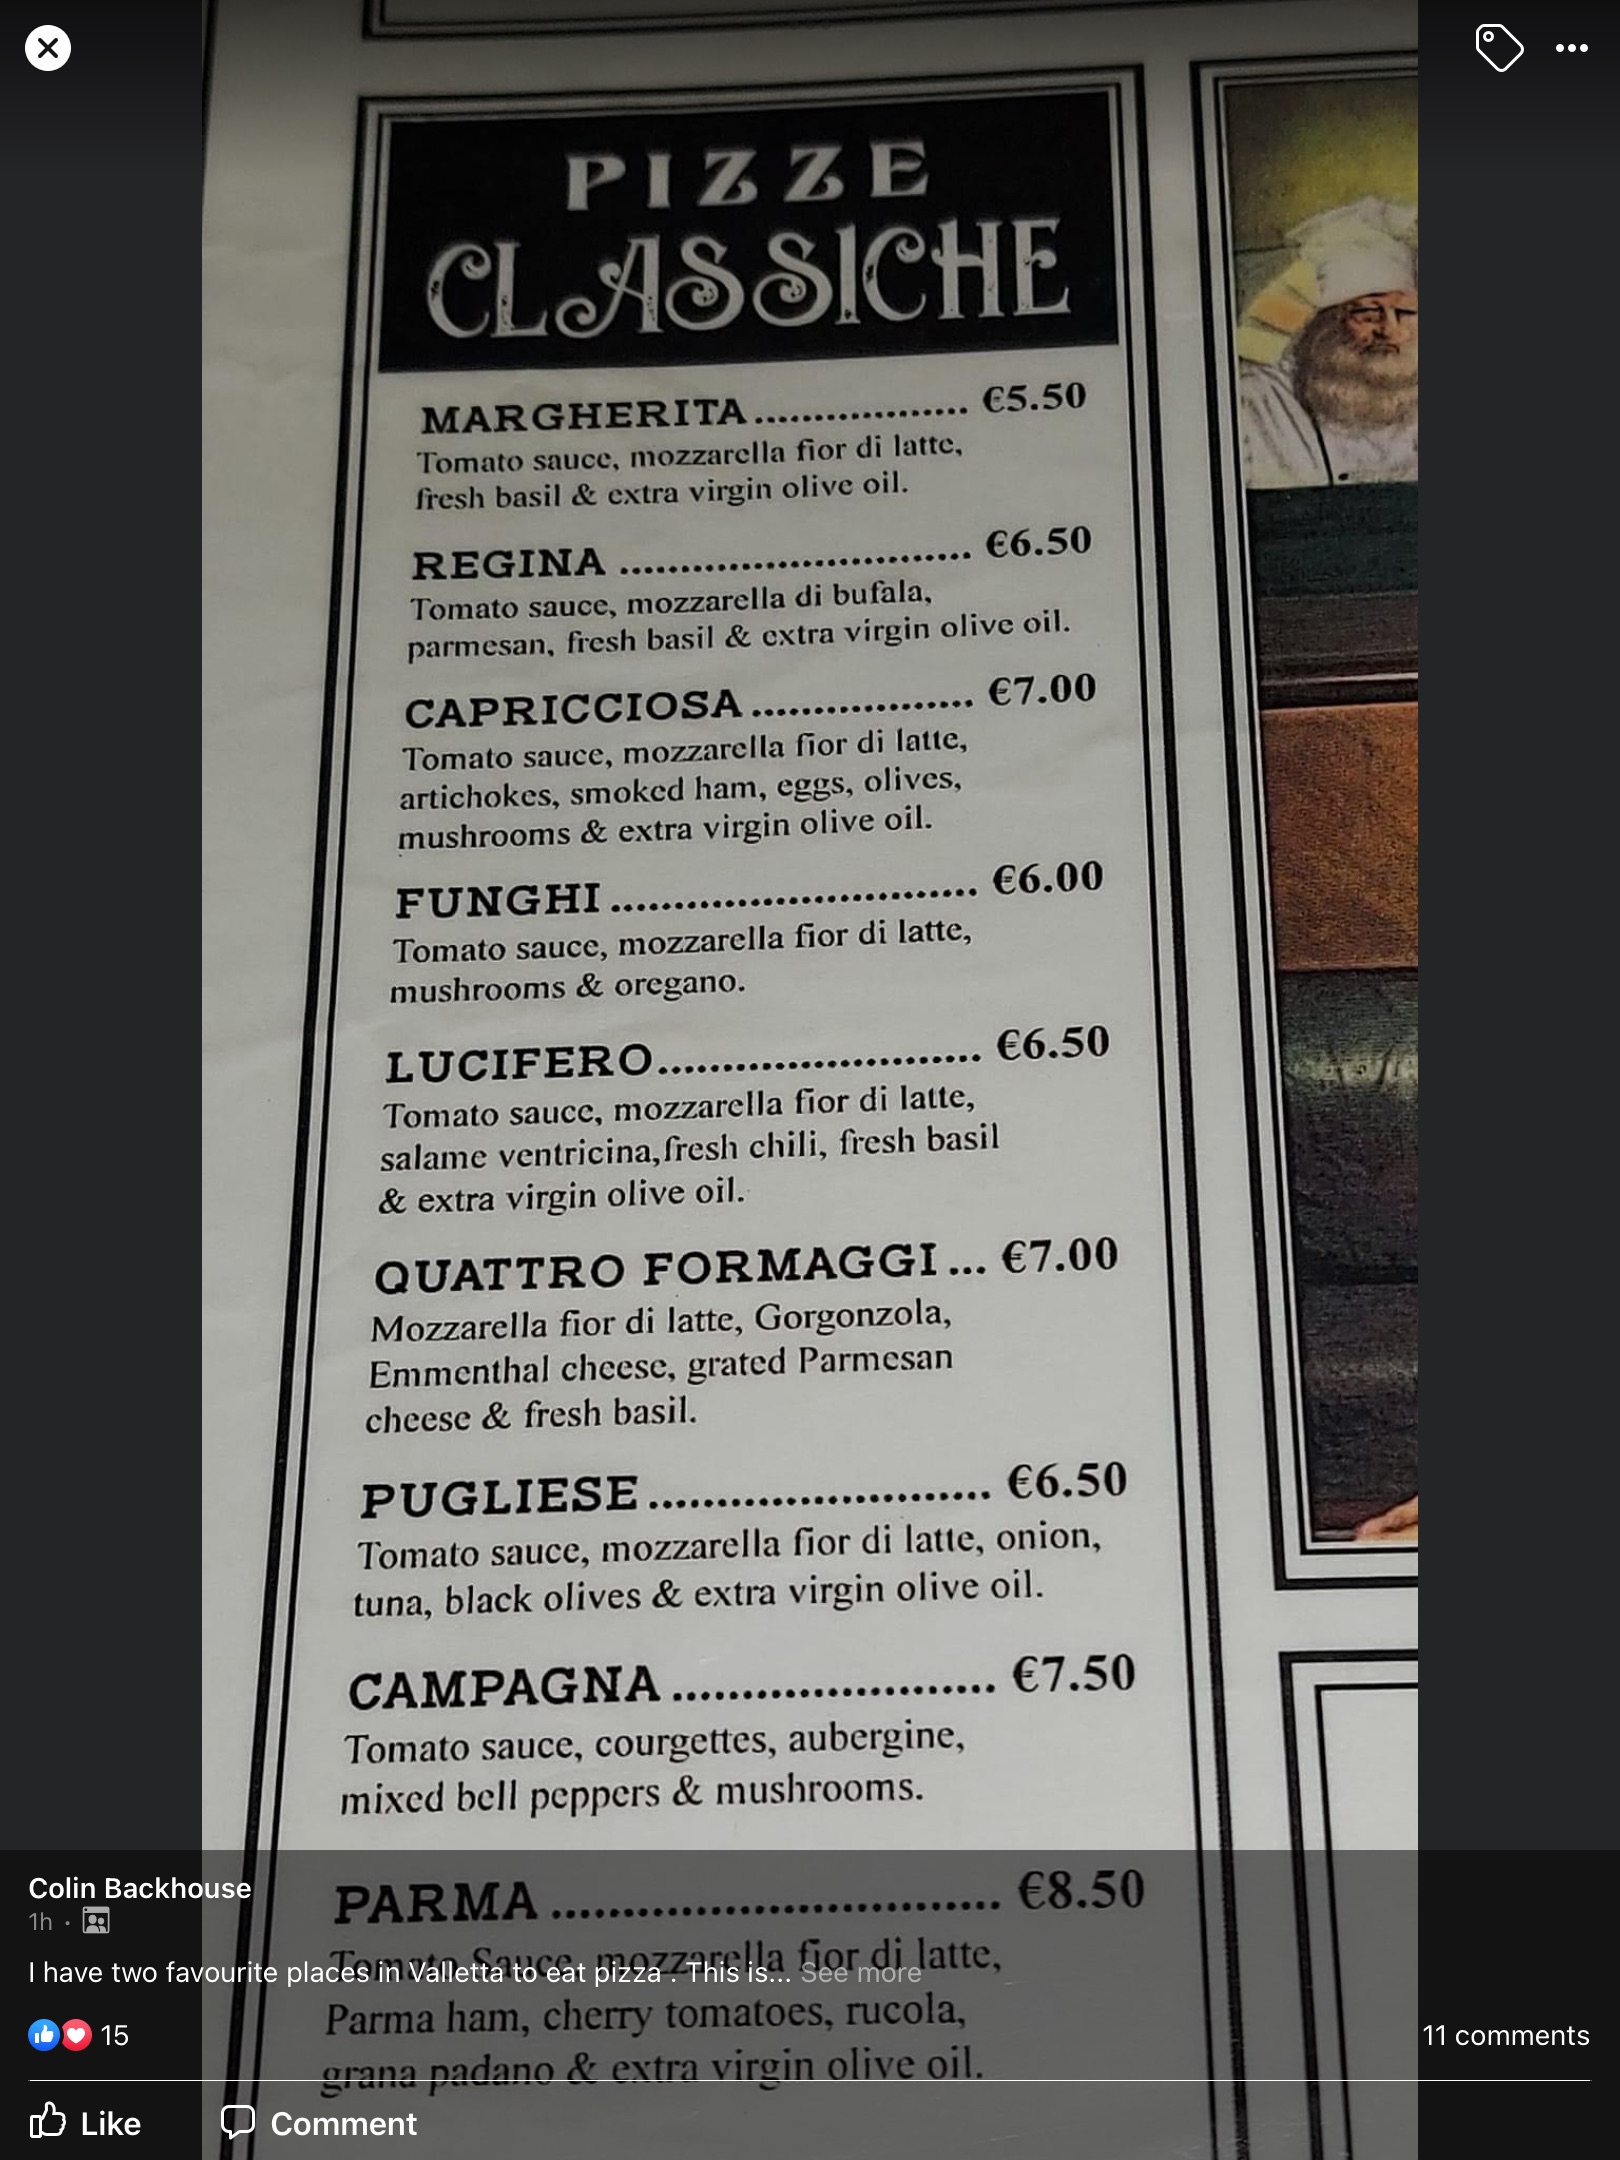 PIZZE
CLASSICHE
MARGHERITA.................. €5.50
Tomato sauce, mozzarella fior di latte,
fresh basil & extra virgin olive oil.
REGINA ............................. €6.50
Tomato sauce, mozzarella di bufala,
parmesan, fresh basil & extra virgin olive oil.
CAPRICCIOSA.................. €7.00
Tomato sauce, mozzarella fior di latte,
artichokes, smoked ham, eggs, olives,
mushrooms & extra virgin olive oil.
FUNGHI.............................. €6.00
Tomato sauce, mozzarella fior di latte,
mushrooms & oregano.
LUCIFERO.......................... €6.50
Tomato sauce, mozzarella fior di latte,
salame ventricina,fresh chili, fresh basil
& extra virgin olive oil.
QUATTRO FORMAGGI... €7.00
Mozzarella fior di latte, Gorgonzola,
Emmenthal cheese, grated Parmesan
cheese & fresh basil.
PUGLIESE.......................... €6.50
Tomato sauce, mozzarella fior di latte, onion,
tuna, black olives & extra virgin olive oil.
CAMPAGNA....................... €7.50
Tomato sauce, courgettes, aubergine,
mixed bell peppers & mushrooms.
PARMA ................................ €8.50
Tomato Sauce, mozzarella fior di latte,
Parma ham, cherry tomatoes, rucola,
grana padano & extra virgin olive oil.
Colin Backhouse
1h ·
I have two favourite places in Valletta to eat pizza . This is... See more
15
11 comments
Like
Comment